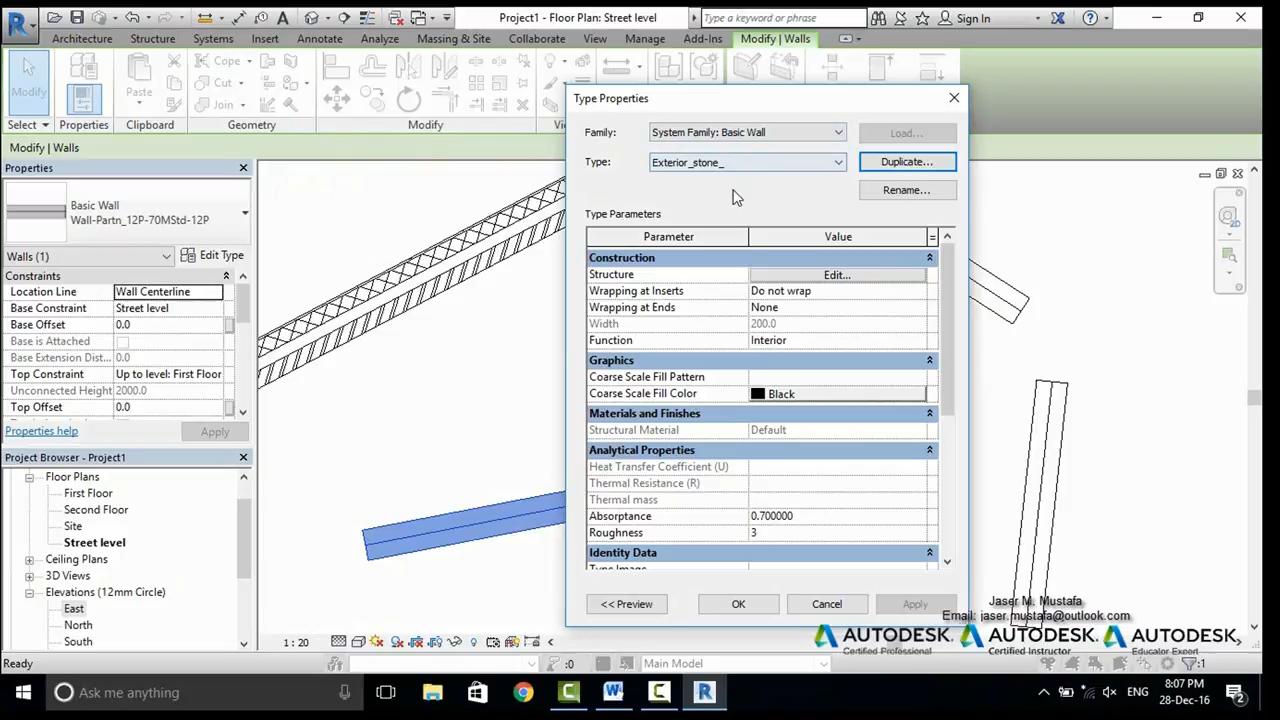 Project1 - Floor Plan: Street level
Type a keyword or phrase
Sign In
Architecture Structure Systems Insert Annotate Analyze Massing & Site Collaborate View Manage Add-Ins Modify | Walls
Modify
Paste
Cope
Cut
Join
Select Properties Clipboard Geometry Modify
Modify | Walls
Properties
Basic Wall
Wall-Partn_12P-70MStd-12P
Walls (1) Edit Type
Constraints
Location Line Wall Centerline
Base Constraint Street level
Base Offset 0.0
Base is Attached
Base Extension Dist... 0.0
Top Constraint Up to level: First Floor
Unconnected Height 2000.0
Top Offset 0.0
Properties help Apply
Project Browser - Project1
Floor Plans
First Floor
Second Floor
Site
Street level
Ceiling Plans
3D Views
Elevations (12mm Circle)
East
North
South
Type Properties
Family: System Family: Basic Wall Load...
Type: Exterior_stone_ Duplicate...
Rename...
Type Parameters
Parameter Value =
Construction
Structure Edit...
Wrapping at Inserts Do not wrap
Wrapping at Ends None
Width 200.0
Function Interior
Graphics
Coarse Scale Fill Pattern
Coarse Scale Fill Color Black
Materials and Finishes
Structural Material Default
Analytical Properties
Heat Transfer Coefficient (U)
Thermal Resistance (R)
Thermal mass
Absorptance 0.700000
Roughness 3
Identity Data
Type Image
<< Preview OK Cancel Apply
2D
1 : 20
Jaser M. Mustafa
Email: jaser.mustafa@outlook.com
AUTODESK. AUTODESK. AUTODESK.
Certified Professional Certified Instructor Educator Expert
Ready :0 Main Model :1
Ask me anything
ENG
8:07 PM
28-Dec-16
2